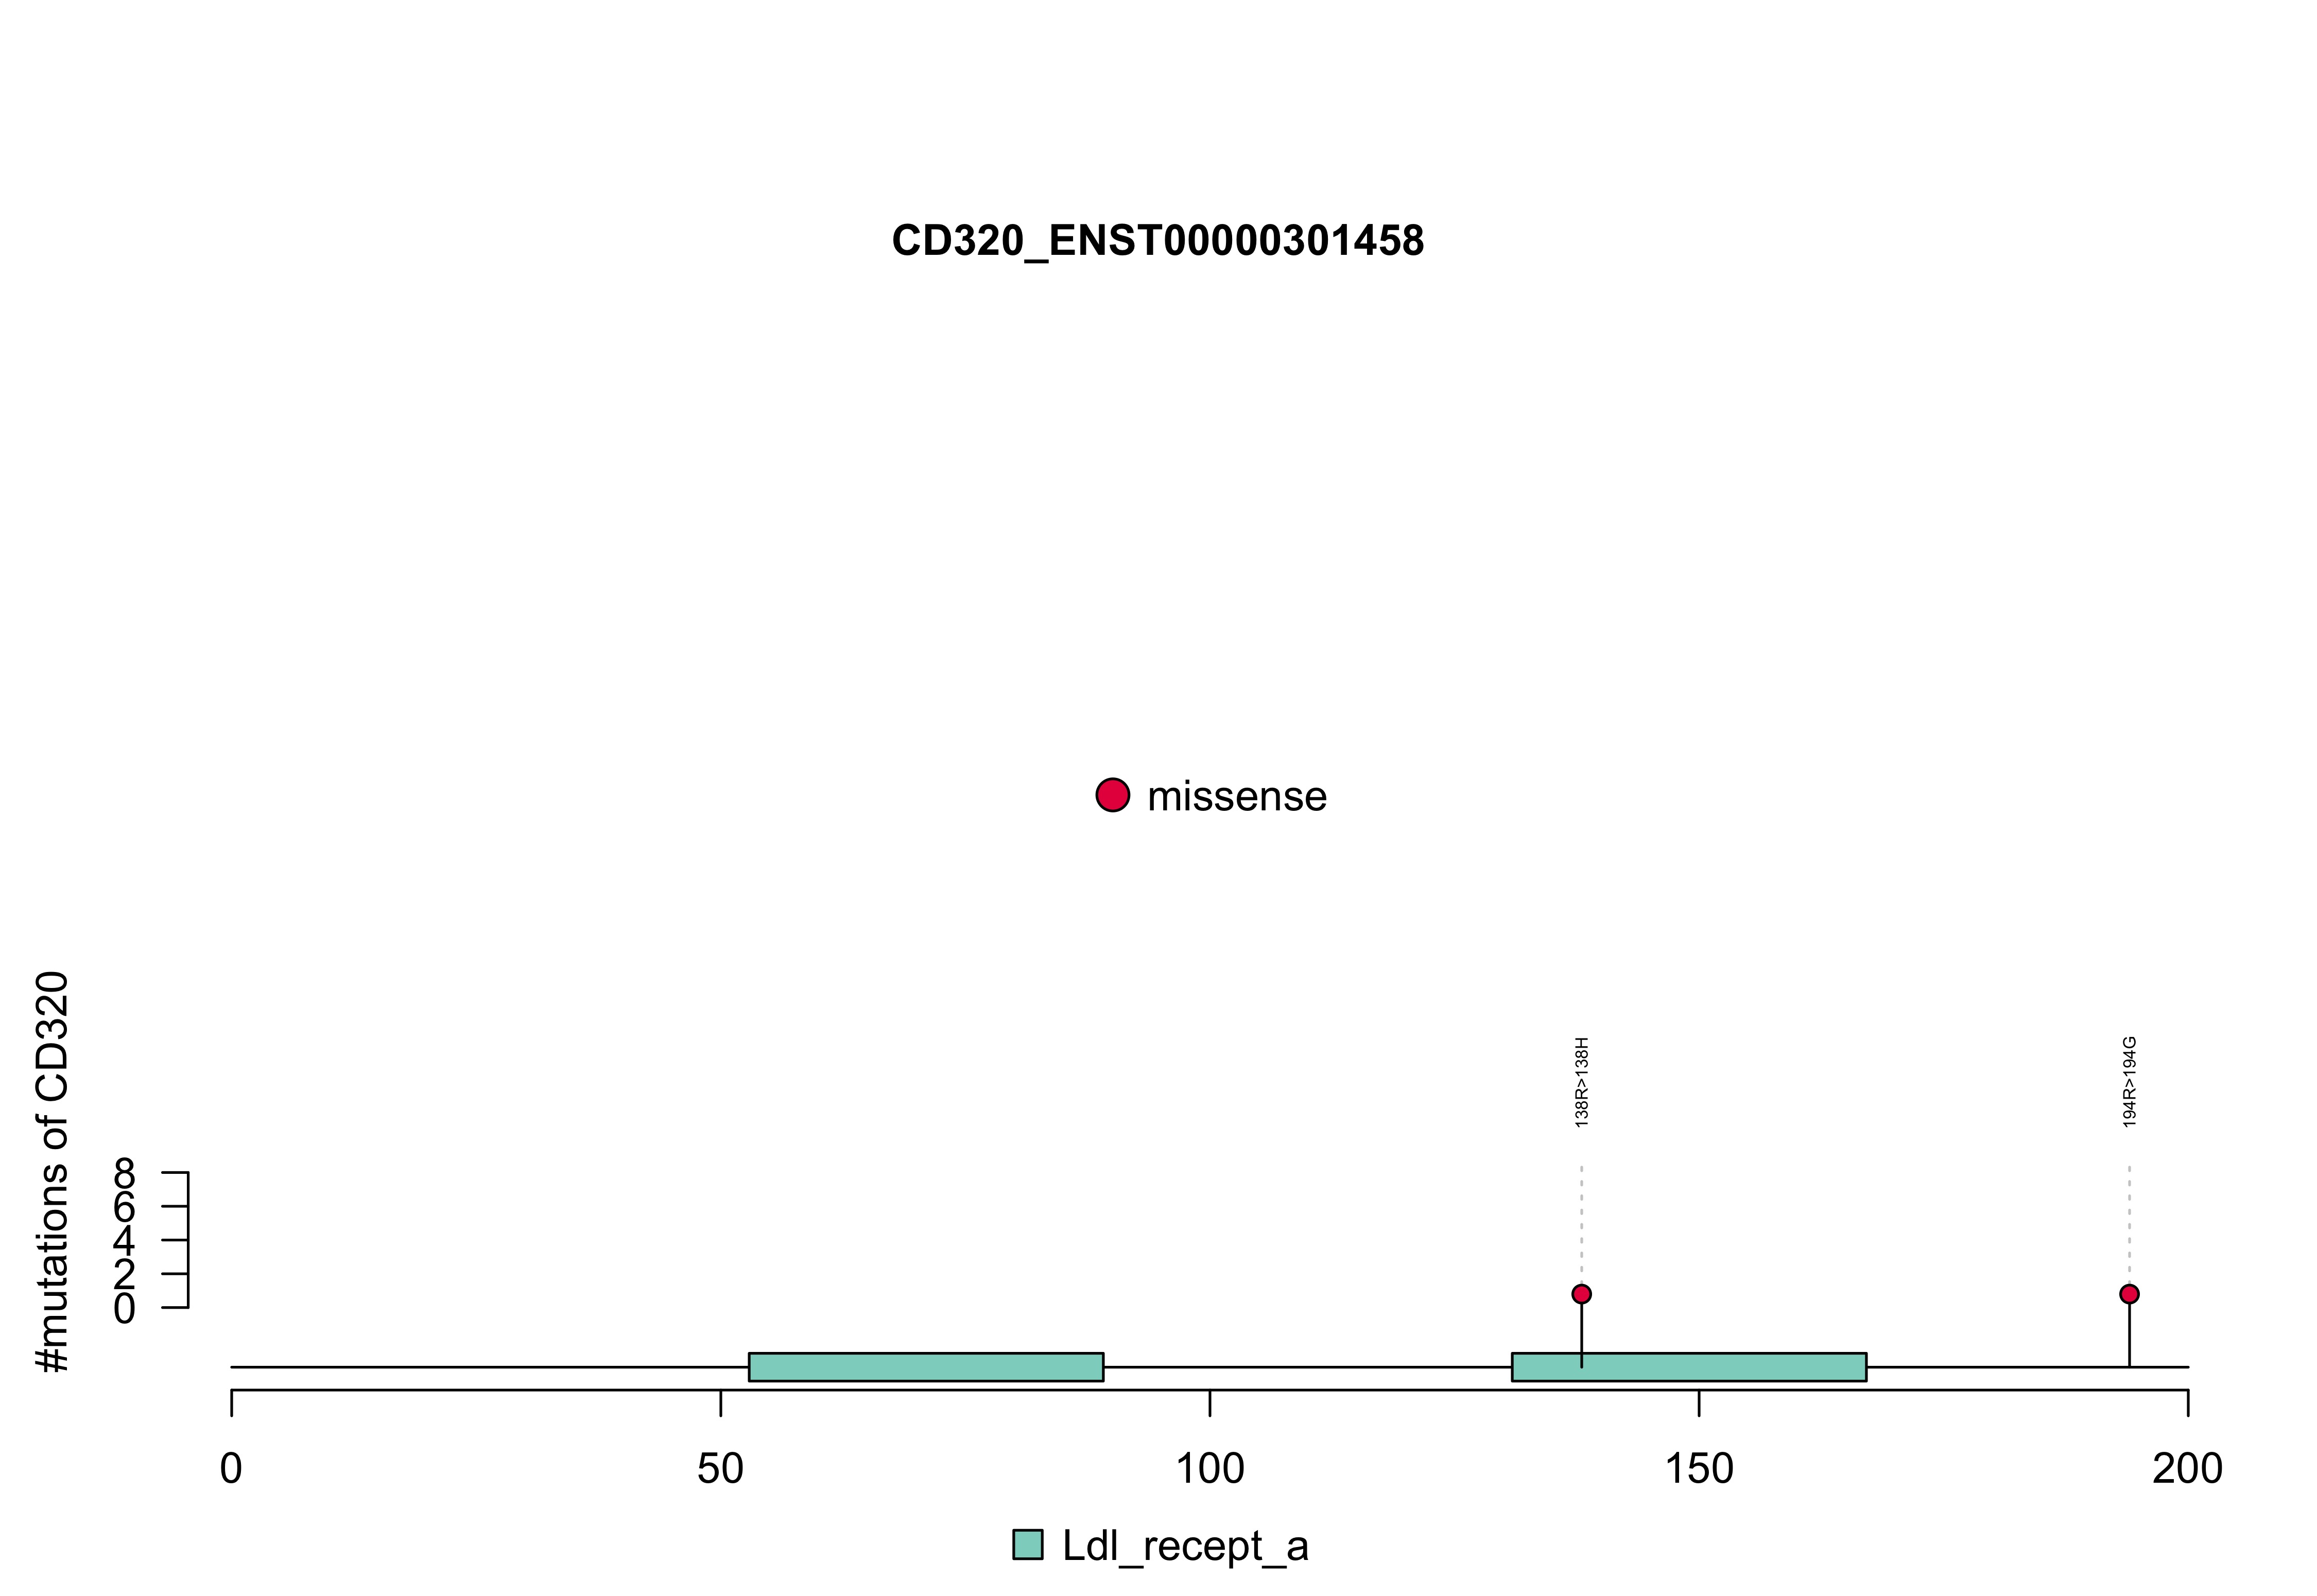 CD320_ENST00000301458
missense
#mutations of CD320
138R>138H
194R>194G
8
6
4
2
0
0 50 100 150 200
Ldl_recept_a